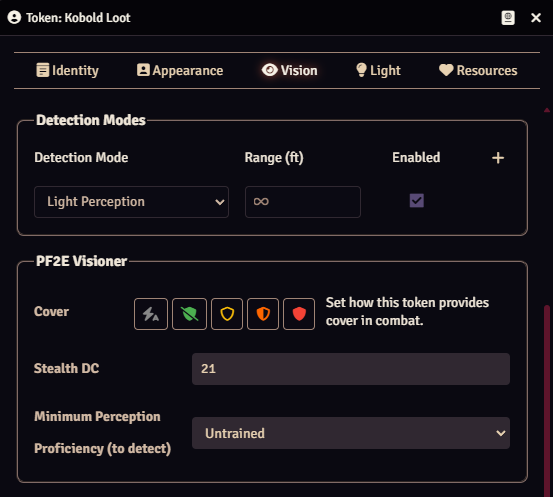 Token: Kobold Loot
Identity Appearance Vision Light Resources
Detection Modes
Detection Mode Range (ft) Enabled +
Light Perception ∞
PF2E Visioner
Cover Set how this token provides
cover in combat.
Stealth DC 21
Minimum Perception
Proficiency (to detect) Untrained